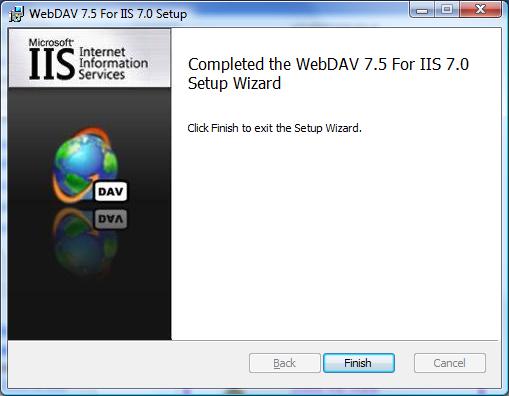 WebDAV 7.5 For IIS 7.0 Setup
Microsoft®
IIS Internet
Information
Services
Completed the WebDAV 7.5 For IIS 7.0
Setup Wizard
Click Finish to exit the Setup Wizard.
DAV
DAV
Back Finish Cancel